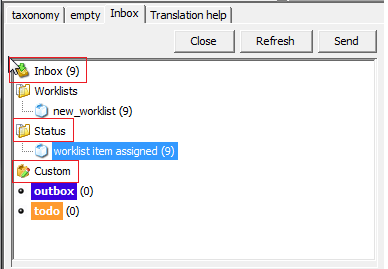 taxonomy empty Inbox Translation help
Close Refresh Send
Inbox (9)
Worklists
new_worklist (9)
Status
worklist item assigned (9)
Custom
outbox (0)
todo (0)